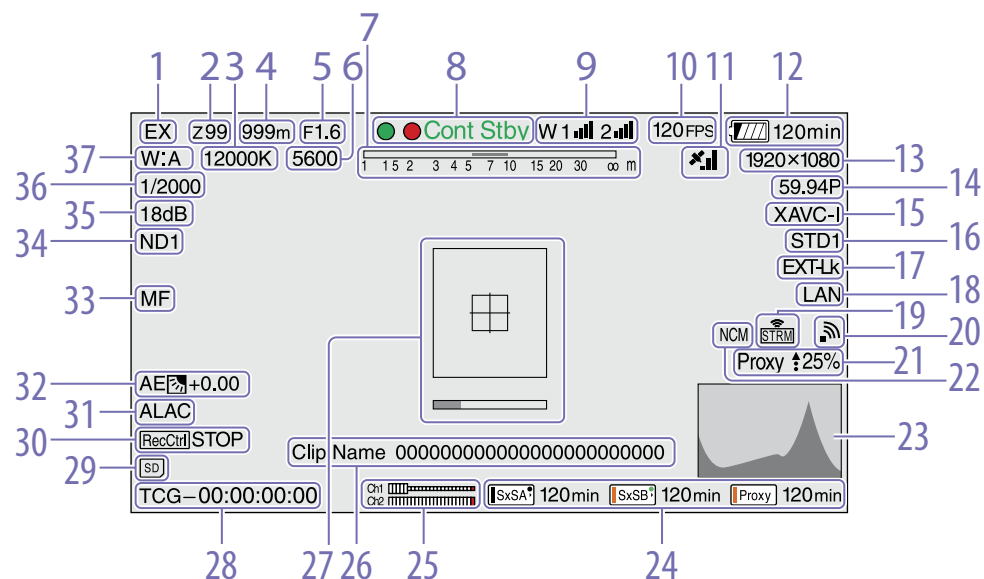 1 2 3 4 5 6 7 8 9 10 11 12
EX Z99 999m F1.6 Cont Stby W 1 2 120 FPS 120min
37 W:A 12000K 5600 1 1 5 2 3 4 5 7 10 15 20 30 ∞ m 1920×1080 13
36 1/2000 59.94P 14
35 18dB XAVC-I 15
34 ND1 STD1 16
EXT-Lk 17
33 MF LAN 18
19
NCM STRM 20
27 Proxy 25% 21
32 AE +0.00 22
31 ALAC
30 RecCtrl STOP 23
Clip Name 000000000000000000000000
29 SD
28 TCG–00:00:00:00 Ch1 SxSA 120min SxSB 120min Proxy 120min
Ch2
28 27 26 25 24